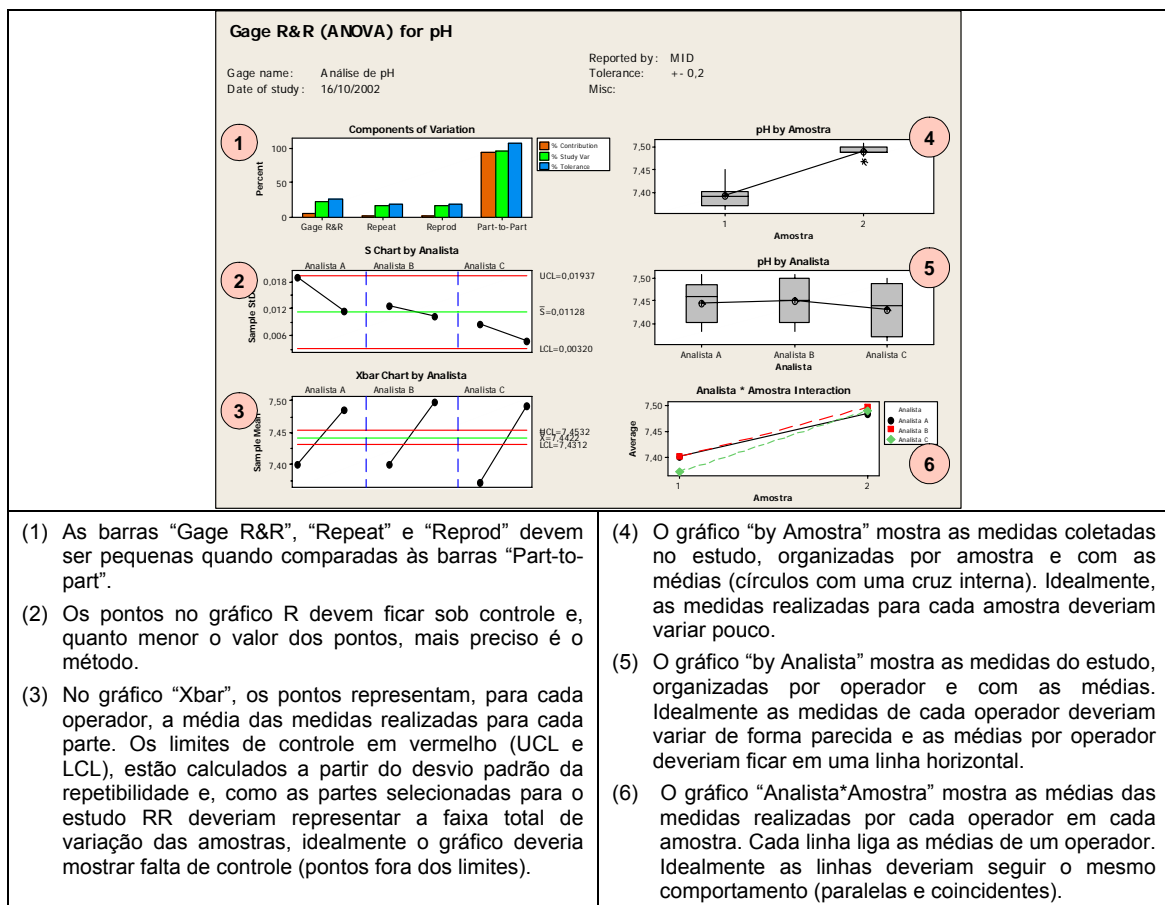 Gage R&R (ANOVA) for pH
Gage name: Análise de pH
Date of study: 16/10/2002
Reported by: MID
Tolerance: +- 0,2
Misc:
1
Components of Variation
Percent
100
50
0
Gage R&R Repeat Reprod Part-to-Part
% Contribution
% Study Var
% Tolerance
2
S Chart by Analista
Analista A Analista B Analista C
0,018
0,012
0,006
UCL=0,01937
S=0,01128
LCL=0,00320
3
Xbar Chart by Analista
Analista A Analista B Analista C
Sample Mean
7,50
7,45
7,40
UCL=7,4532
X=7,4422
LCL=7,4312
4
pH by Amostra
7,50
7,45
7,40
1 2
Amostra
5
pH by Analista
7,50
7,45
7,40
Analista A Analista B Analista C
Analista
6
Analista * Amostra Interaction
Average
7,50
7,45
7,40
1 2
Amostra
Analista
Analista A
Analista B
Analista C
(1) As barras “Gage R&R”, “Repeat” e “Reprod” devem
ser pequenas quando comparadas às barras “Part-to-
part”.
(2) Os pontos no gráfico R devem ficar sob controle e,
quanto menor o valor dos pontos, mais preciso é o
método.
(3) No gráfico “Xbar”, os pontos representam, para cada
operador, a média das medidas realizadas para cada
parte. Os limites de controle em vermelho (UCL e
LCL), estão calculados a partir do desvio padrão da
repetibilidade e, como as partes selecionadas para o
estudo RR deveriam representar a faixa total de
variação das amostras, idealmente o gráfico deveria
mostrar falta de controle (pontos fora dos limites).
(4) O gráfico “by Amostra” mostra as medidas coletadas
no estudo, organizadas por amostra e com as
médias (círculos com uma cruz interna). Idealmente,
as medidas realizadas para cada amostra deveriam
variar pouco.
(5) O gráfico “by Analista” mostra as medidas do estudo,
organizadas por operador e com as médias.
Idealmente as medidas de cada operador deveriam
variar de forma parecida e as médias por operador
deveriam ficar em uma linha horizontal.
(6) O gráfico “Analista*Amostra” mostra as médias das
medidas realizadas por cada operador em cada
amostra. Cada linha liga as médias de um operador.
Idealmente as linhas deveriam seguir o mesmo
comportamento (paralelas e coincidentes).